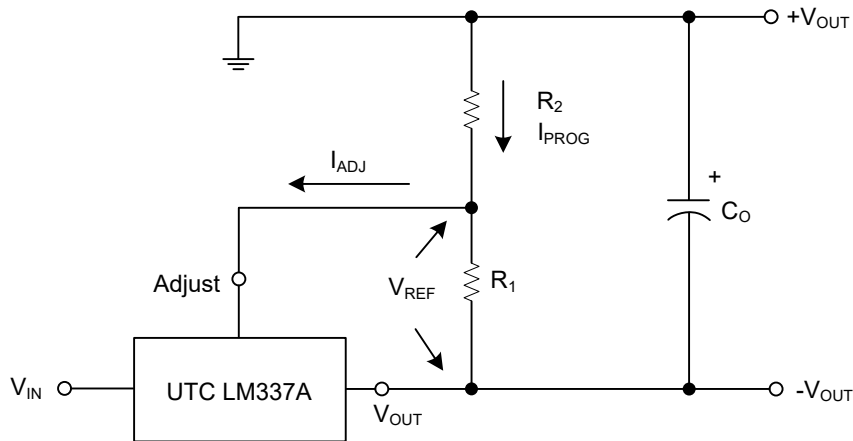 +VOUT
R2
IPROG
IADJ
+
CO
Adjust
VREF
R1
VIN
UTC LM337A
VOUT
-VOUT